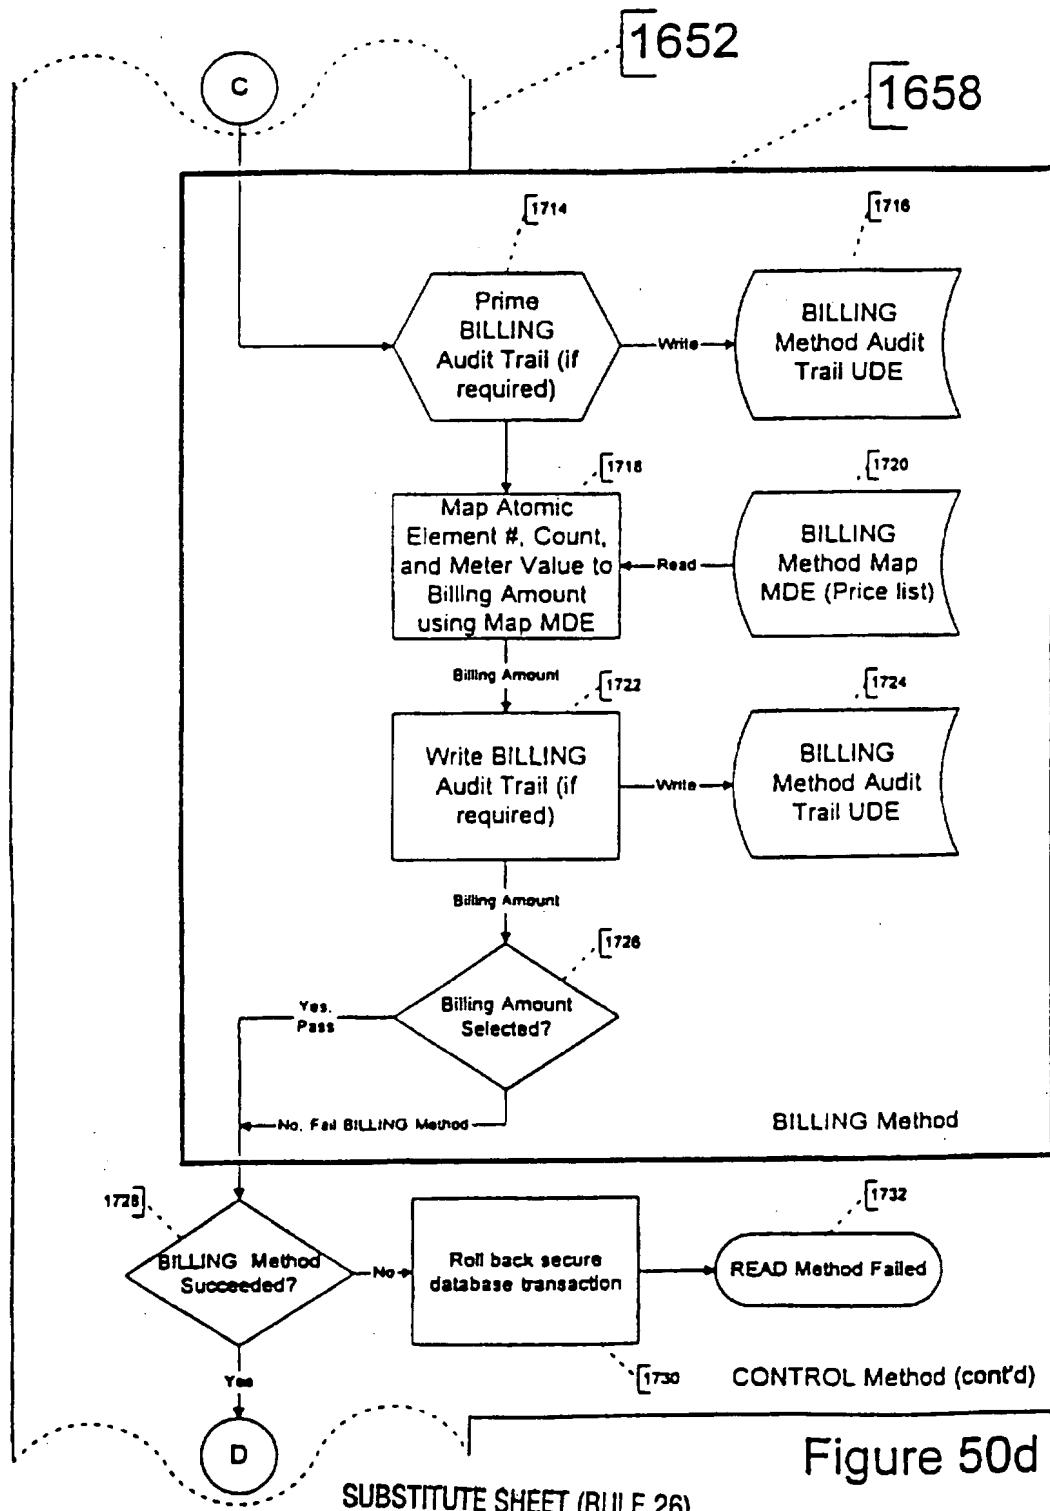 1652
C
1658
1714
1716
Prime
BILLING
Audit Trail (if
required)
Write
BILLING
Method Audit
Trail UDE
1718
1720
Map Atomic
Element #, Count,
and Meter Value to
Billing Amount
using Map MDE
Read
BILLING
Method Map
MDE (Price list)
Billing Amount
1722
1724
Write BILLING
Audit Trail (if
required)
Write
BILLING
Method Audit
Trail UDE
Billing Amount
1726
Yes,
Pass
Billing Amount
Selected?
No, Fail BILLING Method
BILLING Method
1728
1732
BILLING Method
Succeeded?
No
Roll back secure
database transaction
READ Method Failed
Yes
1730
CONTROL Method (cont'd)
D
Figure 50d
SUBSTITUTE SHEET (RULE 26)